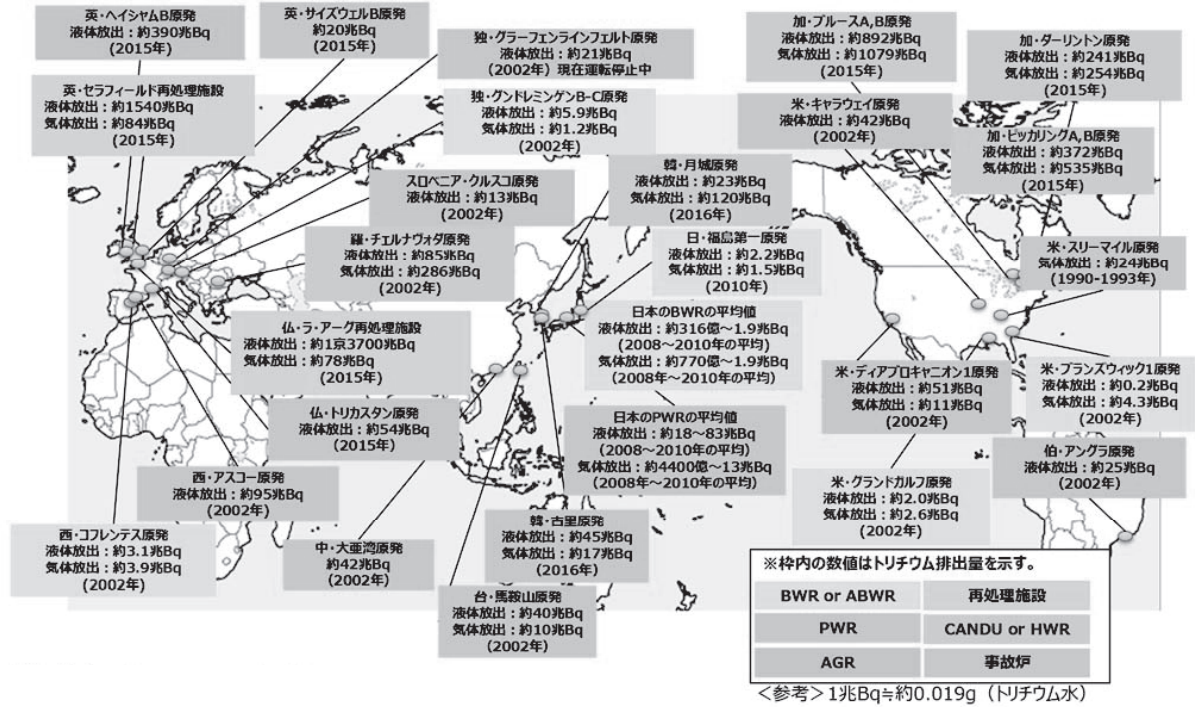 英・ヘイシャムB原発
液体放出：約390兆Bq
(2015年)
英・サイズウェルB原発
約20兆Bq
(2015年)
独・グラーフェンラインフェルト原発
液体放出：約21兆Bq
(2002年）現在運転停止中
加・ブルースA,B原発
液体放出：約892兆Bq
気体放出：約1079兆Bq
(2015年)
加・ダーリントン原発
液体放出：約241兆Bq
気体放出：約254兆Bq
(2015年)
英・セラフィールド再処理施設
液体放出：約1540兆Bq
気体放出：約84兆Bq
(2015年)
独・グンドレミンゲンB-C原発
液体放出：約5.9兆Bq
気体放出：約1.2兆Bq
(2002年)
米・キャラウェイ原発
液体放出：約42兆Bq
(2002年)
加・ピッカリングA,B原発
液体放出：約372兆Bq
気体放出：約535兆Bq
(2015年)
スロベニア・クルスコ原発
液体放出：約13兆Bq
(2002年)
韓・月城原発
液体放出：約23兆Bq
気体放出：約120兆Bq
(2016年)
羅・チェルナヴォダ原発
液体放出：約85兆Bq
気体放出：約286兆Bq
(2002年)
日・福島第一原発
液体放出：約2.2兆Bq
気体放出：約1.5兆Bq
(2010年)
米・スリーマイル原発
気体放出：約24兆Bq
(1990-1993年)
仏・ラ・アーグ再処理施設
液体放出：約1京3700兆Bq
気体放出：約78兆Bq
(2015年)
日本のBWRの平均値
液体放出：約316億～1.9兆Bq
(2008～2010年の平均)
気体放出：約770億～1.9兆Bq
(2008年～2010年の平均)
米・ディアブロキャニオン1原発
液体放出：約51兆Bq
気体放出：約11兆Bq
(2002年)
米・ブランズウィック1原発
液体放出：約0.2兆Bq
気体放出：約4.3兆Bq
(2002年)
仏・トリカスタン原発
液体放出：約54兆Bq
(2015年)
日本のPWRの平均値
液体放出：約18～83兆Bq
(2008～2010年の平均)
気体放出：約4400億～13兆Bq
(2008年～2010年の平均)
伯・アングラ原発
液体放出：約25兆Bq
(2002年)
西・アスコー原発
液体放出：約95兆Bq
(2002年)
米・グランドガルフ原発
液体放出：約2.0兆Bq
気体放出：約2.6兆Bq
(2002年)
西・コフレンテス原発
液体放出：約3.1兆Bq
気体放出：約3.9兆Bq
(2002年)
中・大亜湾原発
約42兆Bq
(2002年)
韓・古里原発
液体放出：約45兆Bq
気体放出：約17兆Bq
(2016年)
台・馬鞍山原発
液体放出：約40兆Bq
気体放出：約10兆Bq
(2002年)
※枠内の数値はトリチウム排出量を示す。
BWR or ABWR
再処理施設
PWR
CANDU or HWR
AGR
事故炉
＜参考＞1兆Bq≒約0.019g（トリチウム水）